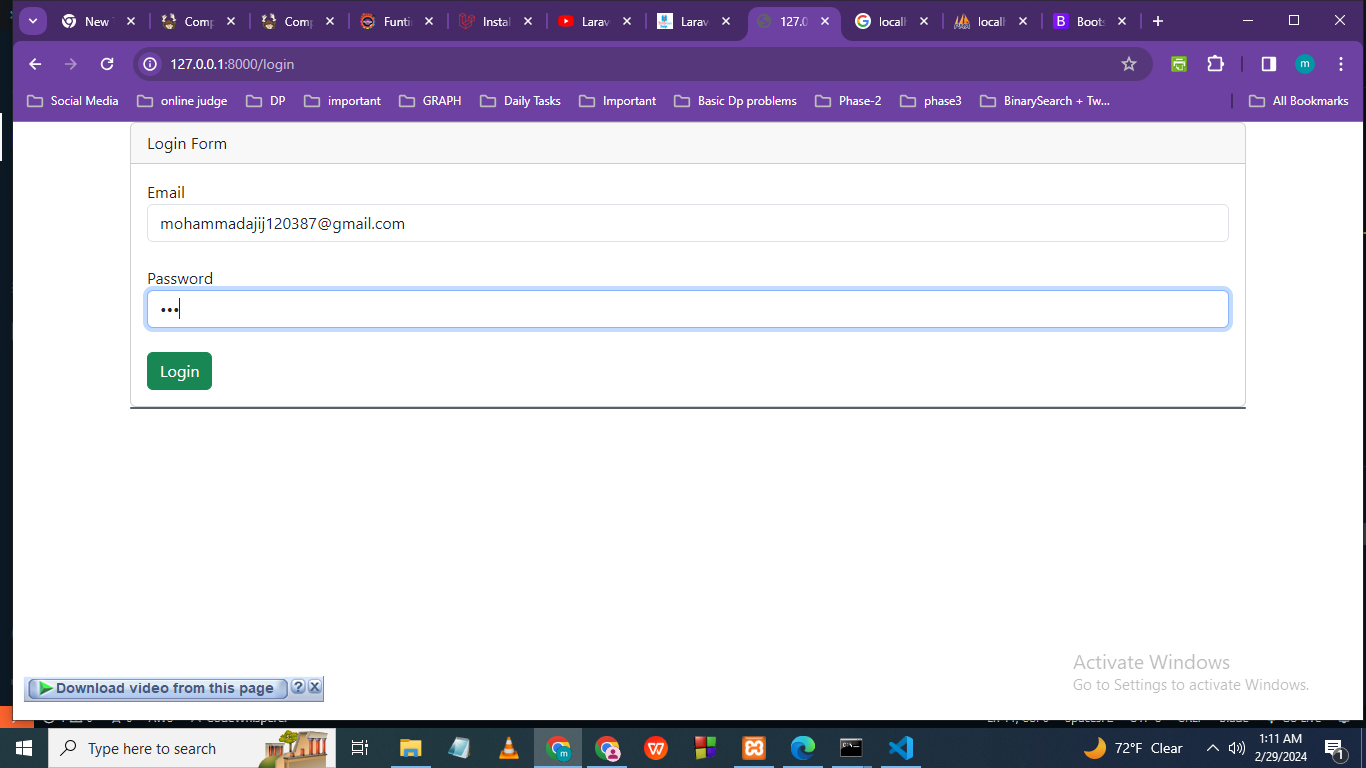 New
Comp
Comp
Funti
Instal
Larav
Larav
127.0
localh
localh
Boots
127.0.0.1:8000/login
m
Social Media
online judge
DP
important
GRAPH
Daily Tasks
Important
Basic Dp problems
Phase-2
phase3
BinarySearch + Tw...
All Bookmarks
Login Form
Email
mohammadajij120387@gmail.com
Password
•••
Login
Activate Windows
Go to Settings to activate Windows.
Download video from this page
Type here to search
72°F Clear
1:11 AM
2/29/2024
1